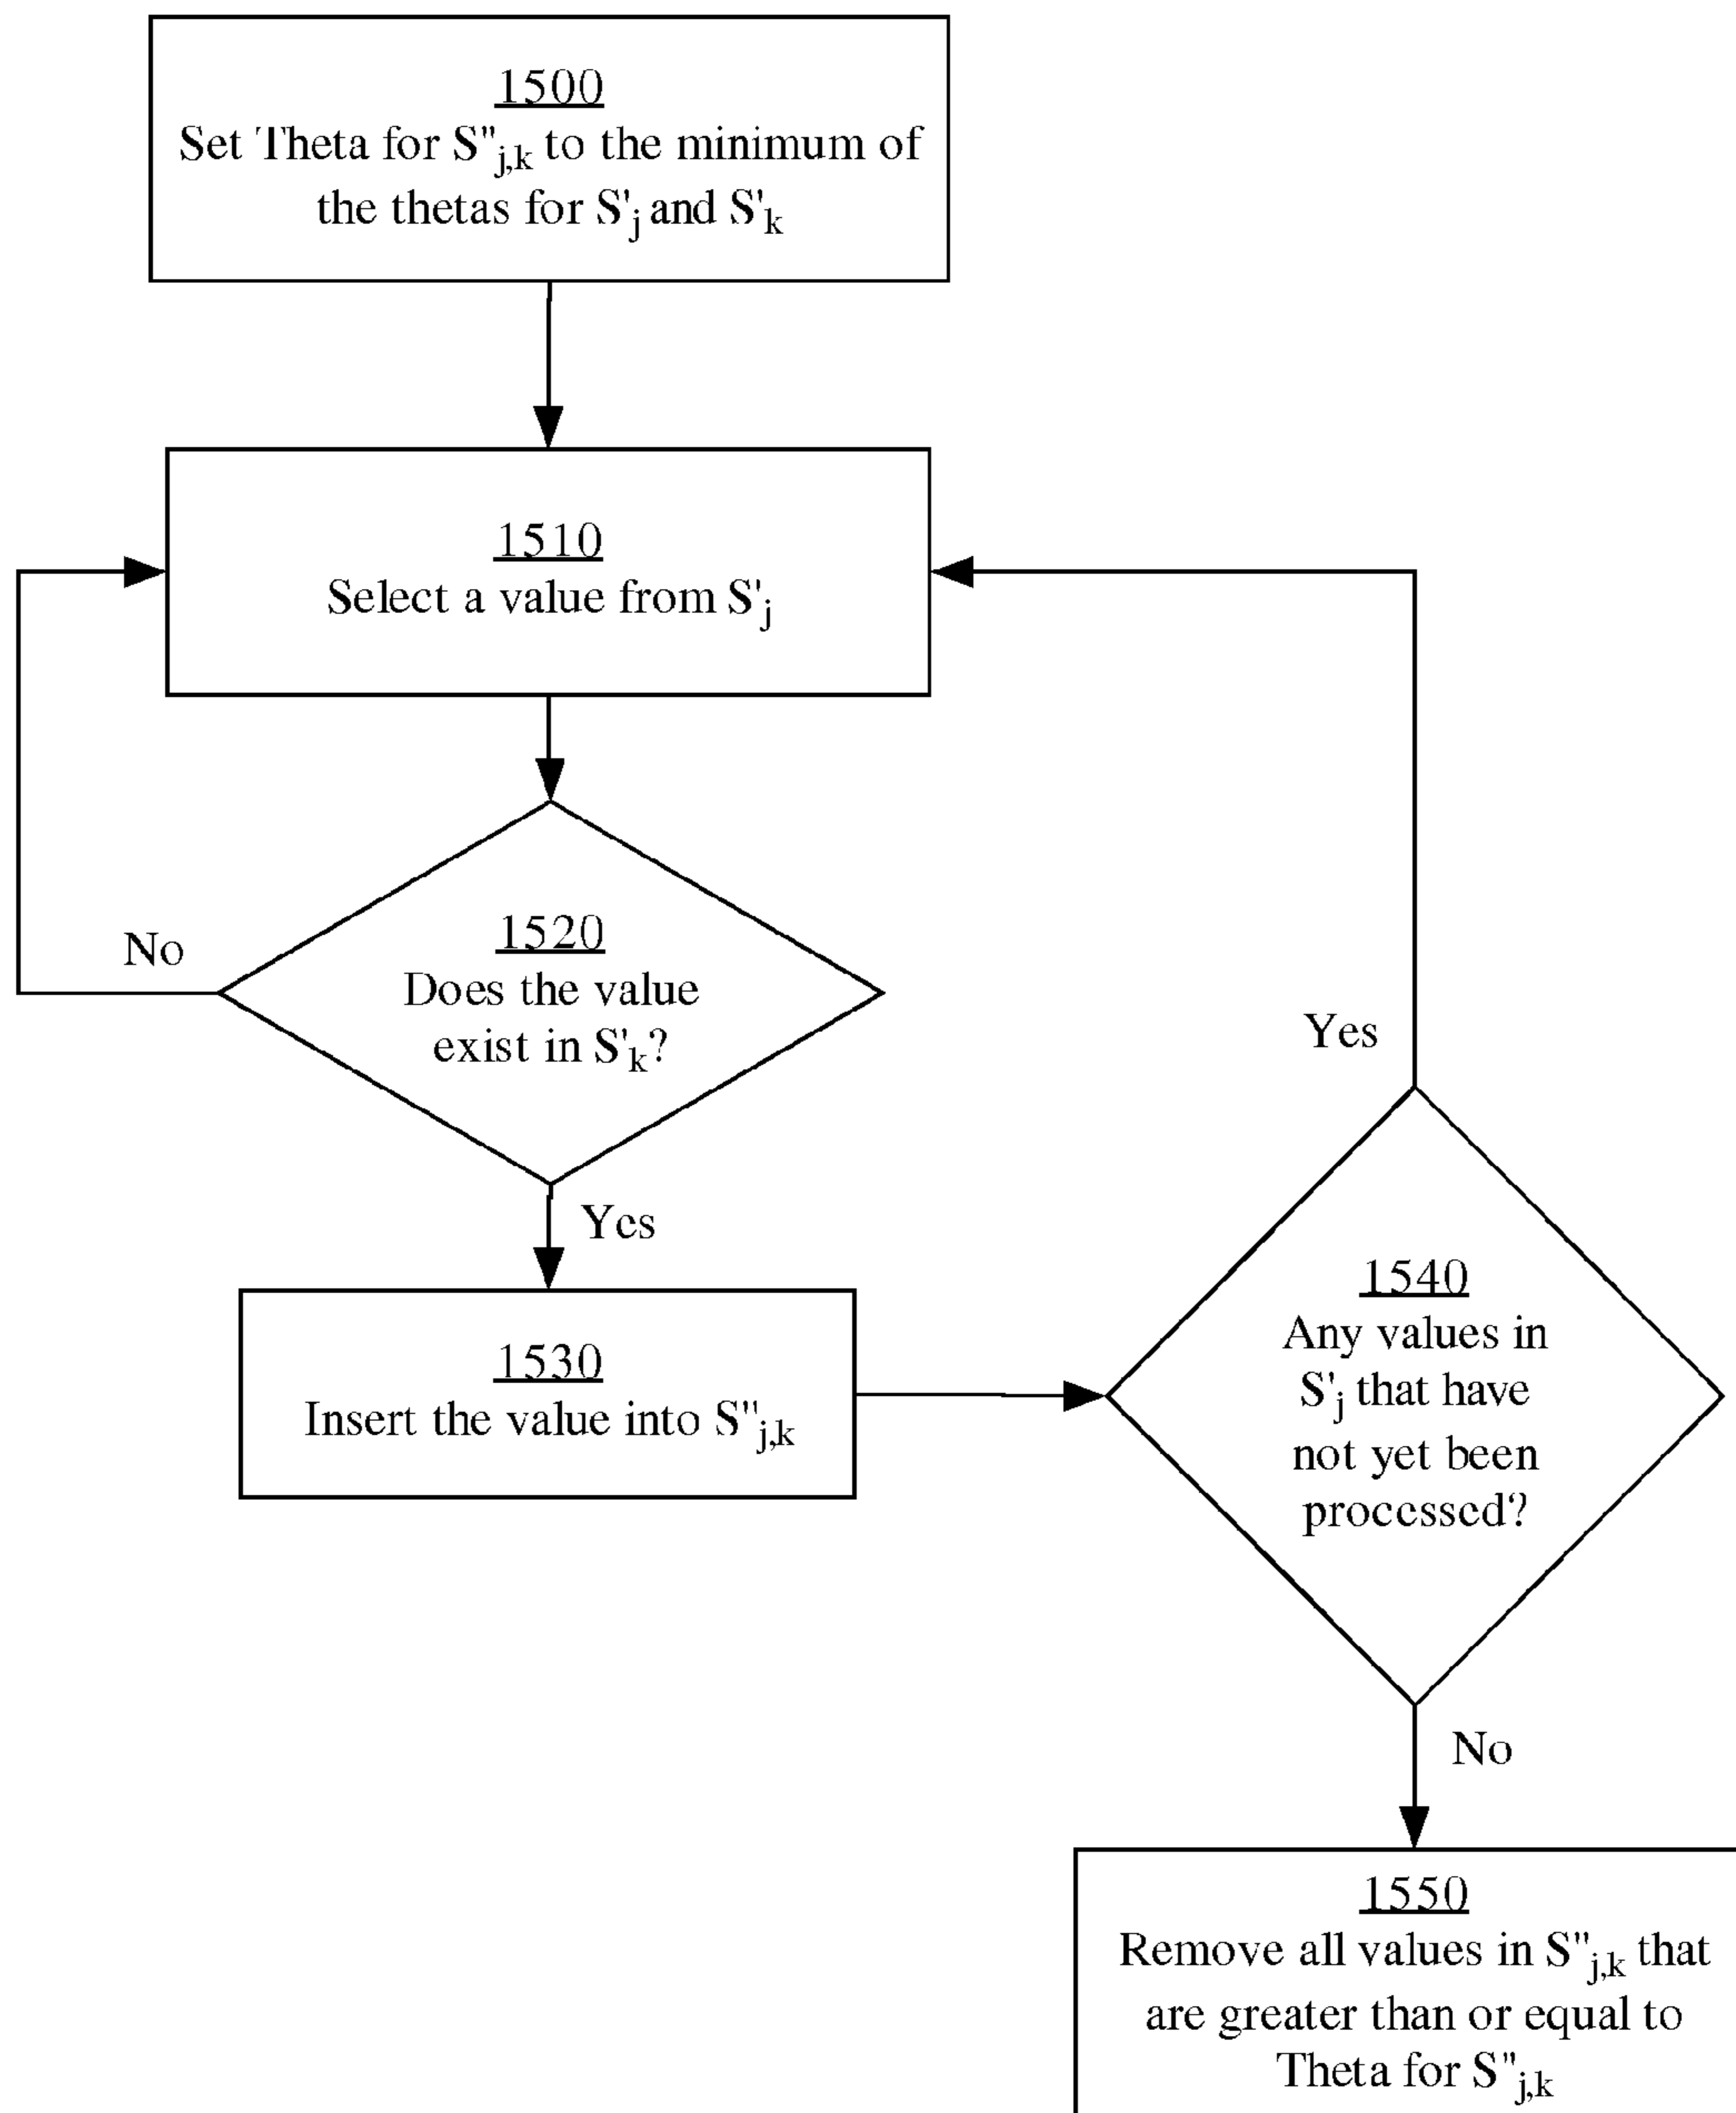 1500
Set Theta for S"j,k to the minimum of
the thetas for S'j and S'k
1510
Select a value from S'j
1520
Does the value
exist in S'k?
No
Yes
1530
Insert the value into S"j,k
Yes
1540
Any values in
S'j that have
not yet been
processed?
No
1550
Remove all values in S"j,k that
are greater than or equal to
Theta for S"j,k